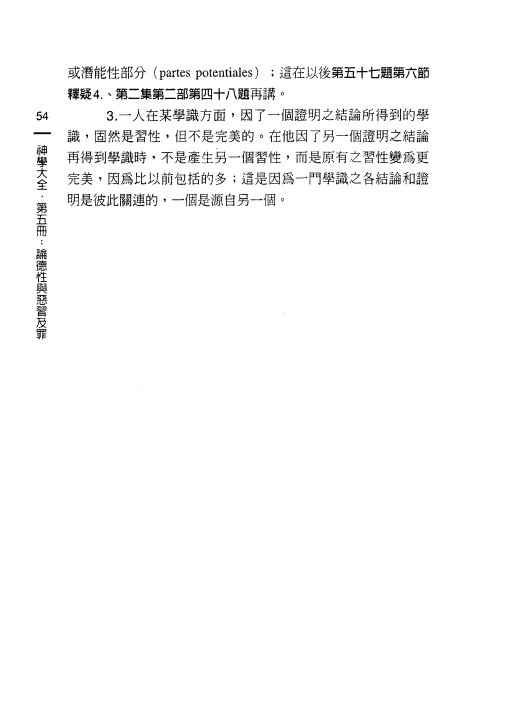 或潛能性部分（partes potentiales）；這在以後第五十七題第六節
釋疑4.、第二集第二部第四十八題再講。
3.一人在某學識方面，因了一個證明之結論所得到的學
識，固然是習性，但不是完美的。在他因了另一個證明之結論
再得到學識時，不是產生另一個習性，而是原有之習性變爲更
完美，因爲比以前包括的多；這是因爲一門學識之各結論和證
明是彼此關連的，一個是源自另一個。
54
神學大全．第五冊：論德性與惡習及罪